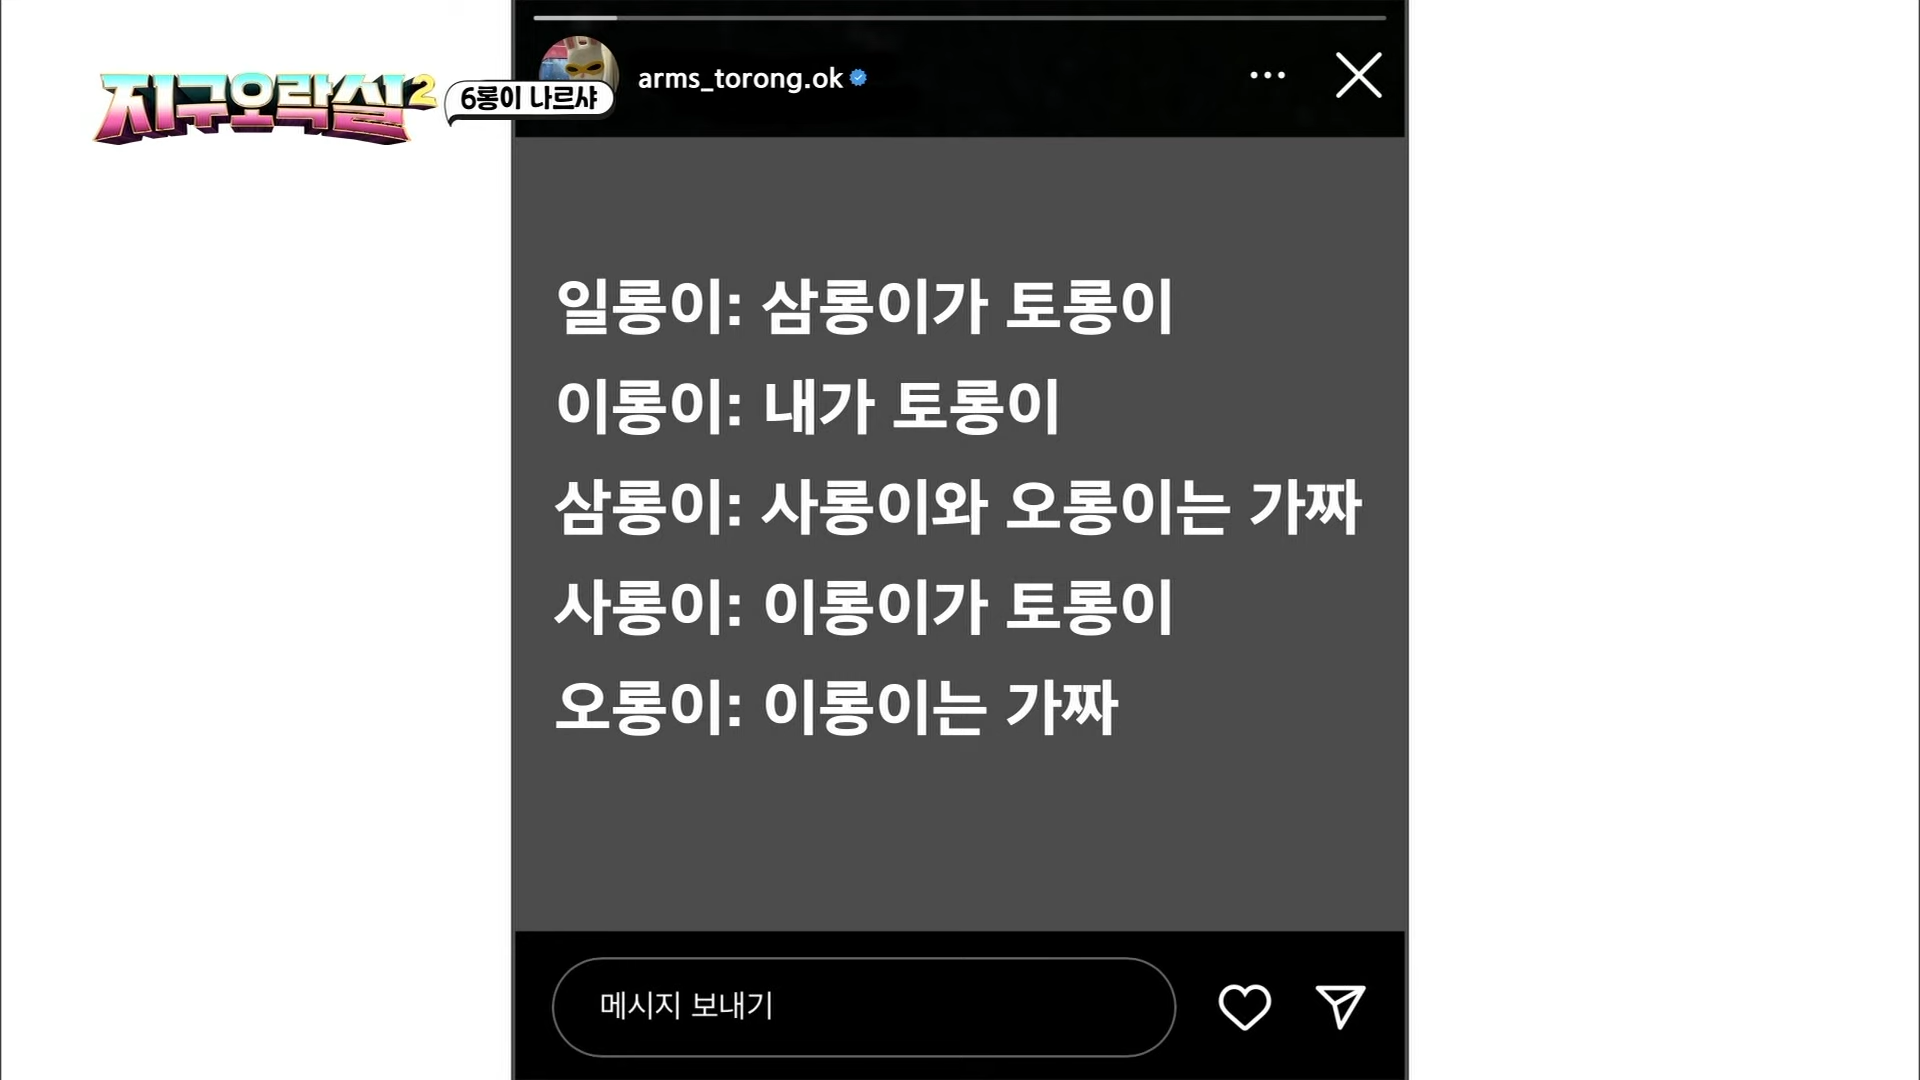 지구오락실2
6롱이 나르샤
arms_torong.ok
일롱이: 삼롱이가 토롱이
이롱이: 내가 토롱이
삼롱이: 사롱이와 오롱이는 가짜
사롱이: 이롱이가 토롱이
오롱이: 이롱이는 가짜
메시지 보내기